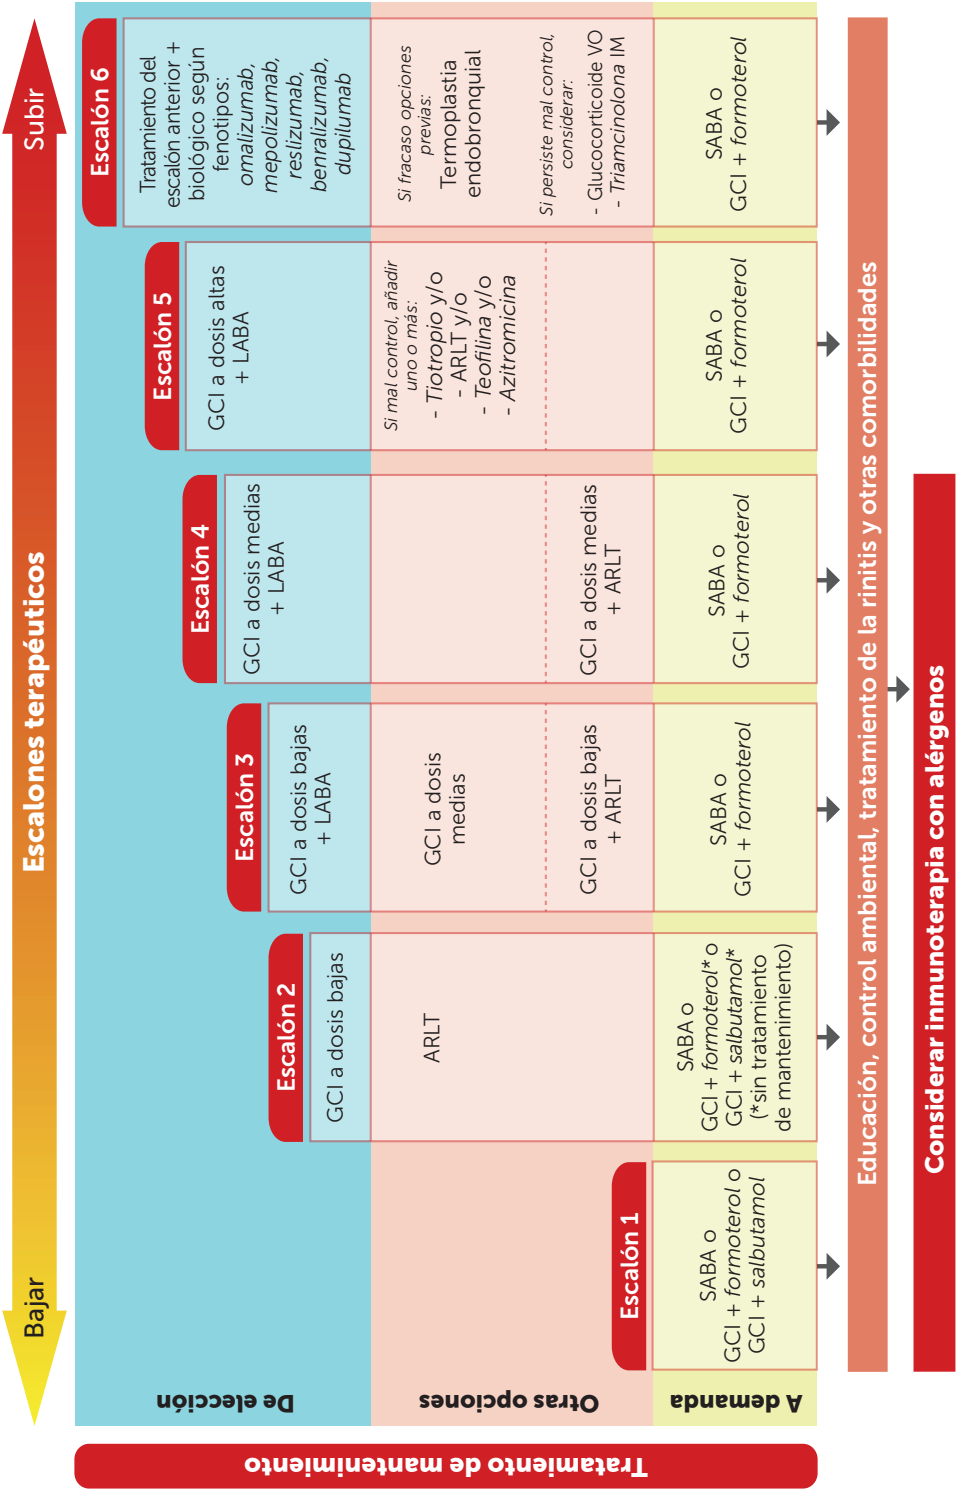 Escalones terapéuticos
Bajar
Subir
Tratamiento de mantenimiento
De elección
Otras opciones
A demanda
Escalón 1
SABA o
GCI + formoterol o
GCI + salbutamol
Escalón 2
GCI a dosis bajas
ARLT
SABA o
GCI + formoterol* o
GCI + salbutamol*
(*sin tratamiento
de mantenimiento)
Escalón 3
GCI a dosis bajas
+ LABA
GCI a dosis
medias
GCI a dosis bajas
+ ARLT
SABA o
GCI + formoterol
Escalón 4
GCI a dosis medias
+ LABA
GCI a dosis medias
+ ARLT
SABA o
GCI + formoterol
Escalón 5
GCI a dosis altas
+ LABA
Si mal control, añadir
uno o más:
- Tiotropio y/o
- ARLT y/o
- Teofilina y/o
- Azitromicina
SABA o
GCI + formoterol
Escalón 6
Tratamiento del
escalón anterior +
biológico según
fenotipos:
omalizumab,
mepolizumab,
reslizumab,
benralizumab,
dupilumab
Si fracaso opciones
previas:
Termoplastia
endobronquial
Si persiste mal control,
considerar:
- Glucocorticoide VO
- Triamcinolona IM
SABA o
GCI + formoterol
Educación, control ambiental, tratamiento de la rinitis y otras comorbilidades
Considerar inmunoterapia con alérgenos